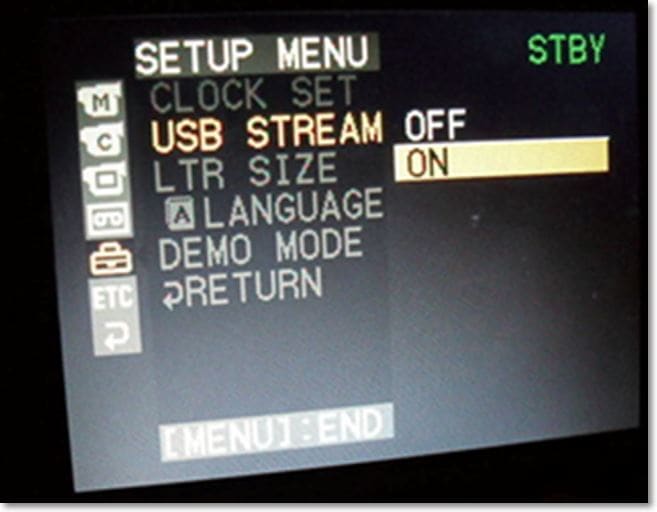 SETUP MENU
STBY
M
CLOCK SET
C
USB STREAM
OFF
ON
LTR SIZE
A LANGUAGE
DEMO MODE
ETC
RETURN
[MENU]:END